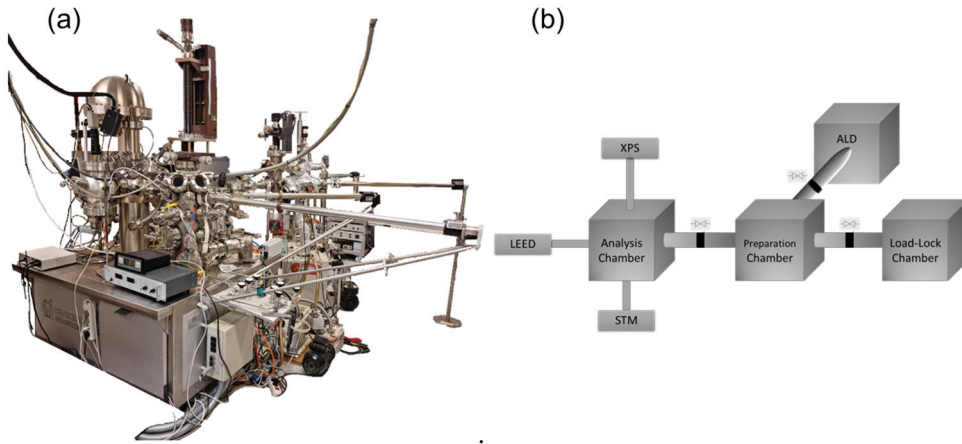 (a)
(b)
XPS
ALD
LEED
Analysis
Chamber
Preparation
Chamber
Load-Lock
Chamber
STM
.